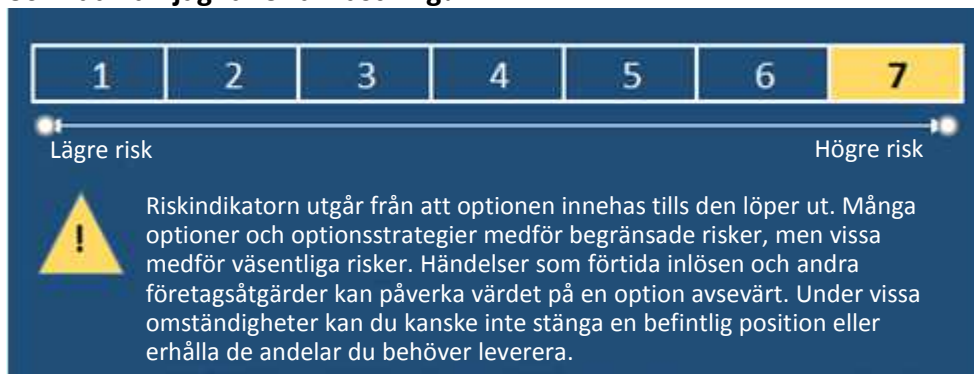 1 2 3 4 5 6 7
Lägre risk Högre risk
!
Riskindikatorn utgår från att optionen innehas tills den löper ut. Många
optioner och optionsstrategier medför begränsade risker, men vissa
medför väsentliga risker. Händelser som förtida inlösen och andra
företagsåtgärder kan påverka värdet på en option avsevärt. Under vissa
omständigheter kan du kanske inte stänga en befintlig position eller
erhålla de andelar du behöver leverera.